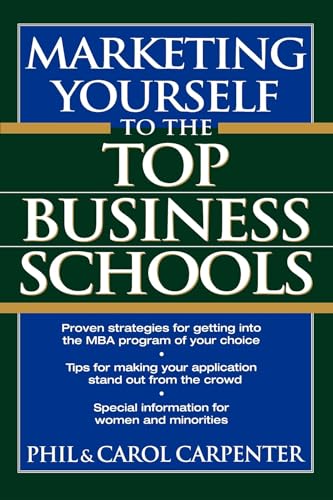 MARKETING
YOURSELF
TO THE
TOP
BUSINESS
SCHOOLS
Proven strategies for getting into
the MBA program of your choice
•
Tips for making your application
stand out from the crowd
•
Special information for
women and minorities
PHIL & CAROL CARPENTER